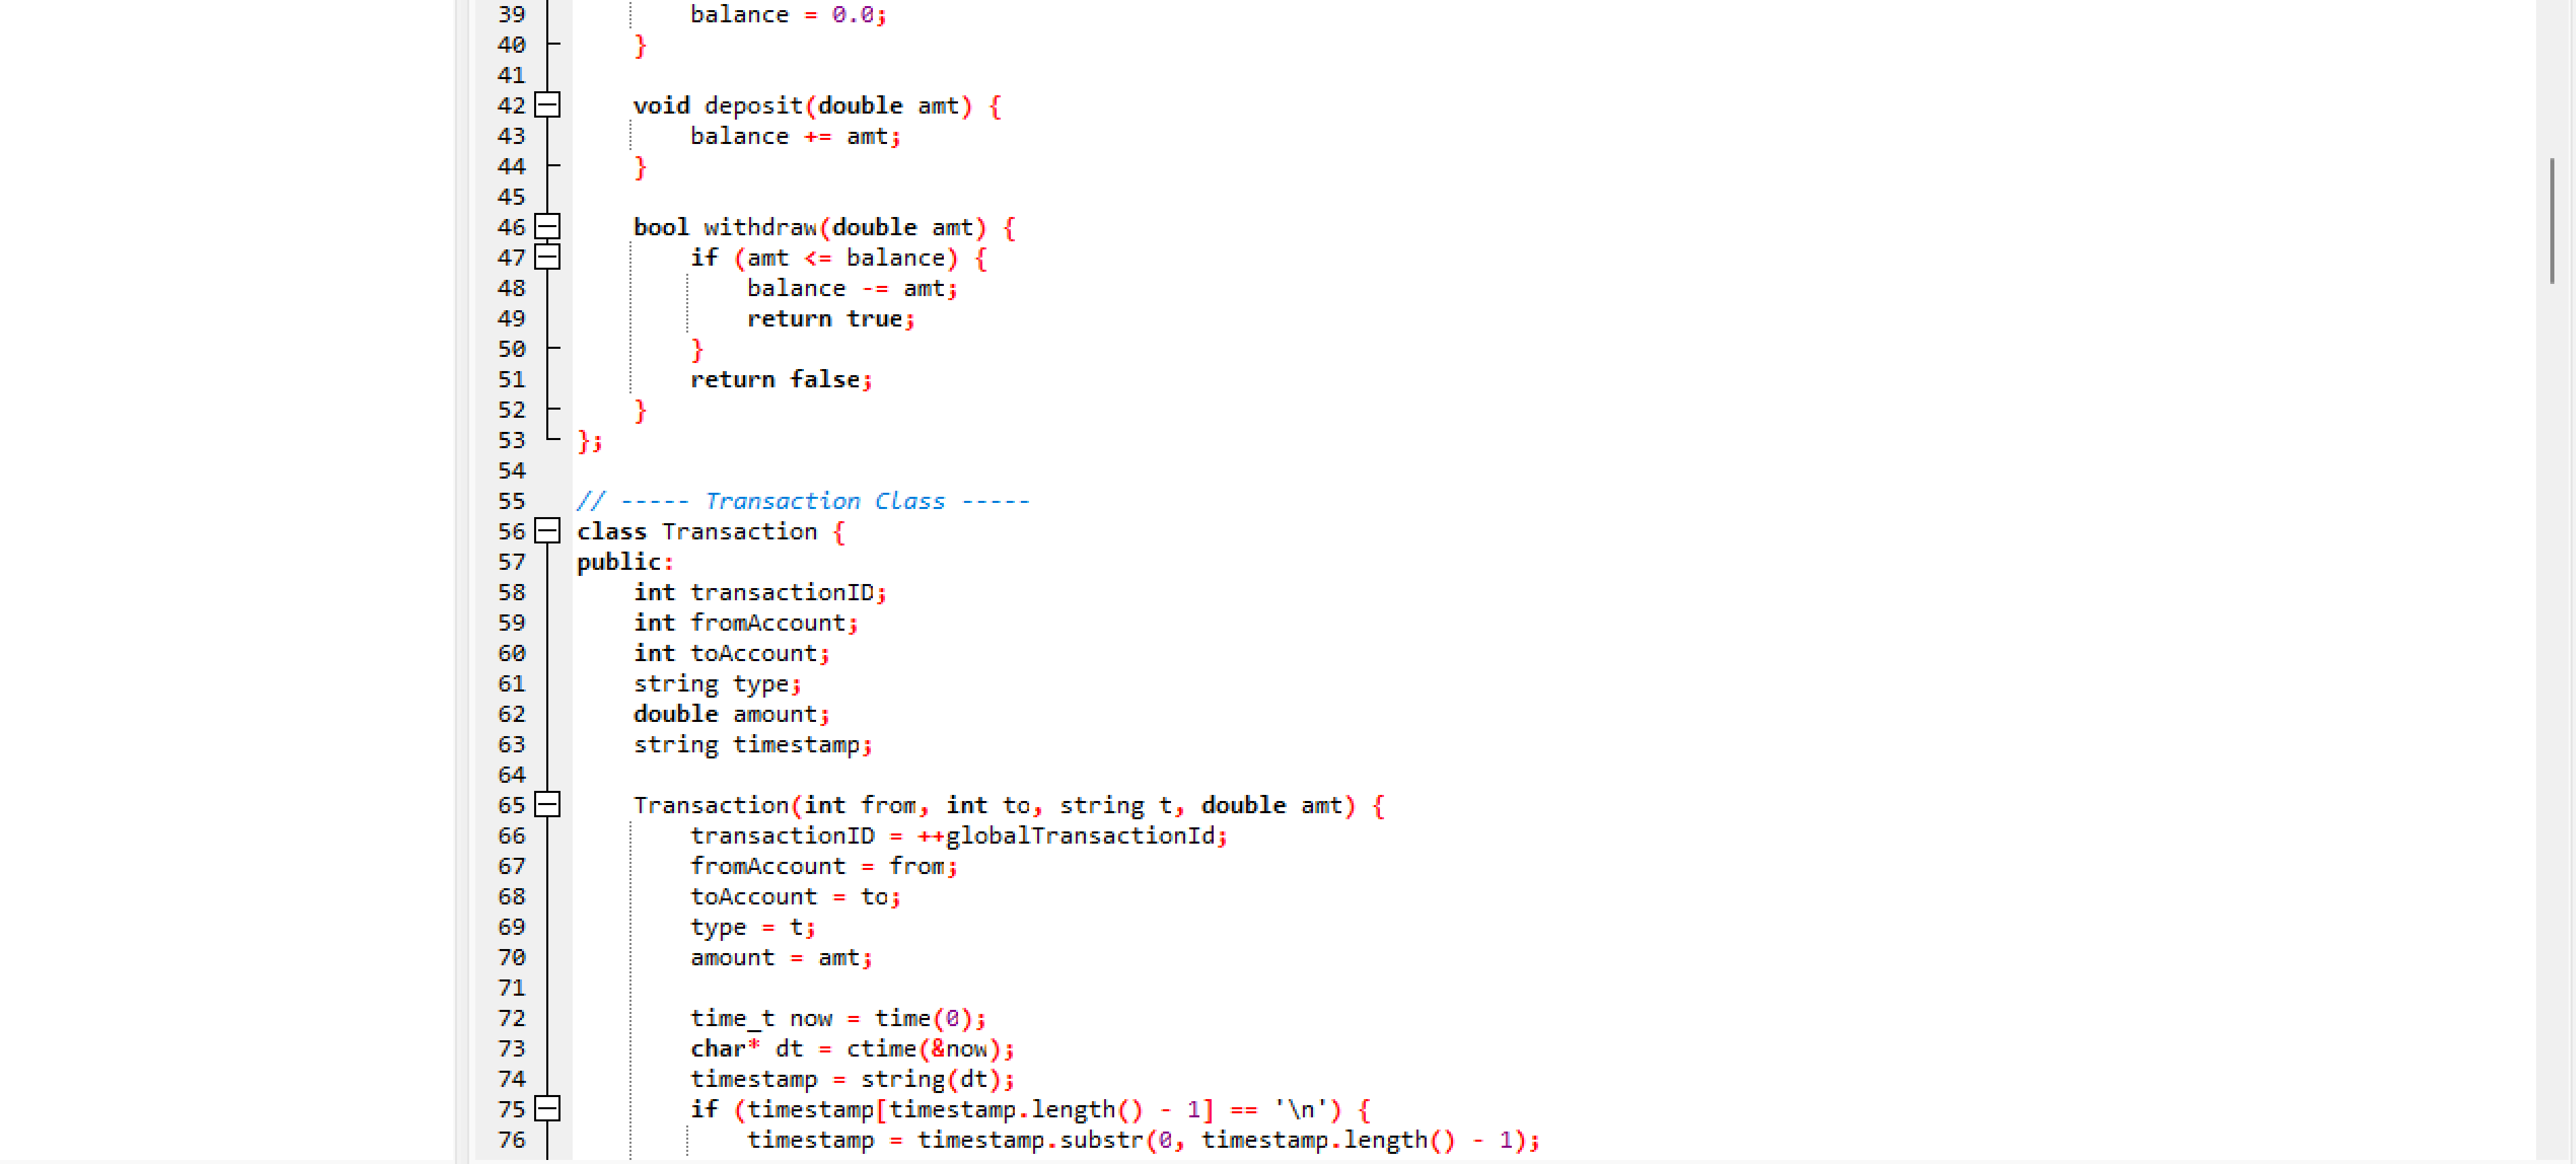 39 balance = 0.0;
40 }
41
42 void deposit(double amt) {
43 balance += amt;
44 }
45
46 bool withdraw(double amt) {
47 if (amt <= balance) {
48 balance -= amt;
49 return true;
50 }
51 return false;
52 }
53 };
54
55 // ----- Transaction Class -----
56 class Transaction {
57 public:
58 int transactionID;
59 int fromAccount;
60 int toAccount;
61 string type;
62 double amount;
63 string timestamp;
64
65 Transaction(int from, int to, string t, double amt) {
66 transactionID = ++globalTransactionId;
67 fromAccount = from;
68 toAccount = to;
69 type = t;
70 amount = amt;
71
72 time_t now = time(0);
73 char* dt = ctime(&now);
74 timestamp = string(dt);
75 if (timestamp[timestamp.length() - 1] == '\n') {
76 timestamp = timestamp.substr(0, timestamp.length() - 1);